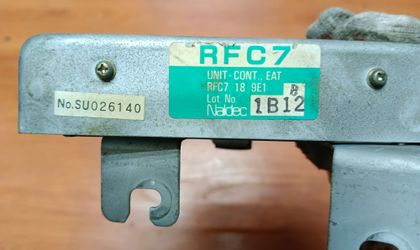 RFC7
UNIT-CONT., EAT
RFC7 18 9E1 B
Lot No 1B12
Naldec
No.SU026140